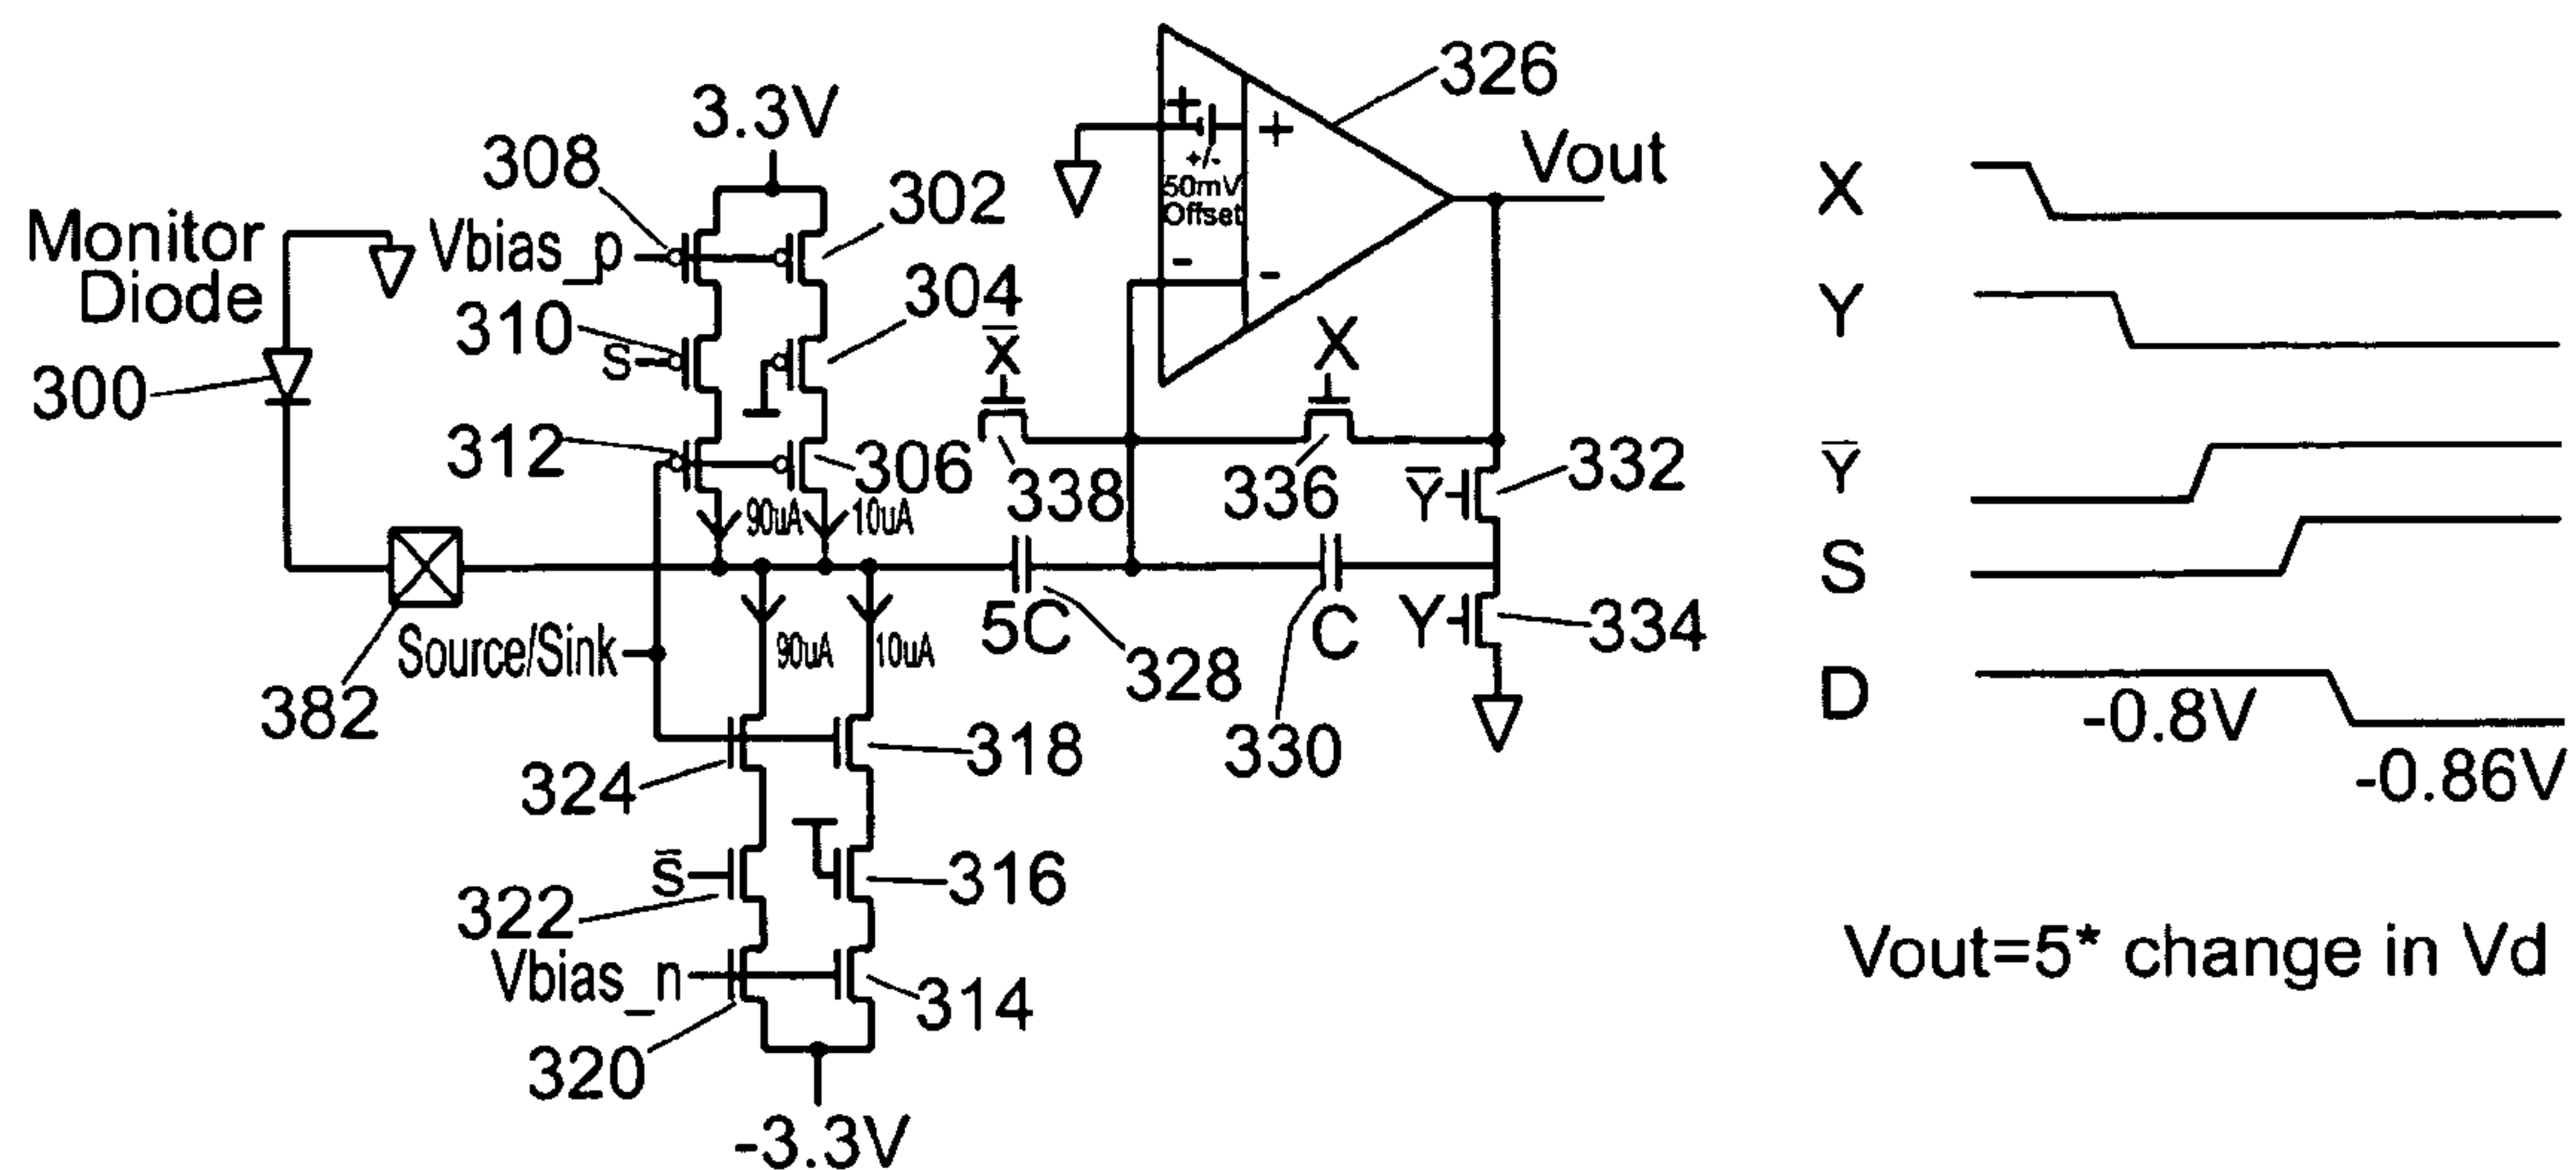 326
3.3V
308
Vout
+
+
+/-
50mV
Offset
-
-
302
Vbias_p
Monitor
Diode
304
310
S
X̅
X
300
312
306
338
336
332
Y̅
90uA
10uA
5C
328
C
330
Y
334
Source/Sink
90uA
10uA
382
324
318
S̅
322
316
Vbias_n
314
320
-3.3V
X
Y
Y̅
S
D
-0.8V
-0.86V
Vout=5* change in Vd